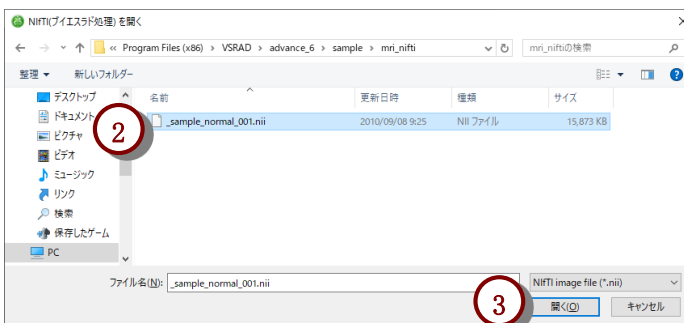 NIfTI(ブイエスラド処理) を開く
« Program Files (x86) › VSRAD › advance_6 › sample › mri_nifti
mri_niftiの検索
整理 ▼ 新しいフォルダー
デスクトップ
名前 更新日時 種類 サイズ
ドキュメント
_sample_normal_001.nii 2010/09/08 9:25 NII ファイル 15,873 KB
②
ピクチャ
ビデオ
ミュージック
リンク
検索
保存したゲーム
PC
ファイル名(N): _sample_normal_001.nii NIfTI image file (*.nii)
③
開く(O) キャンセル